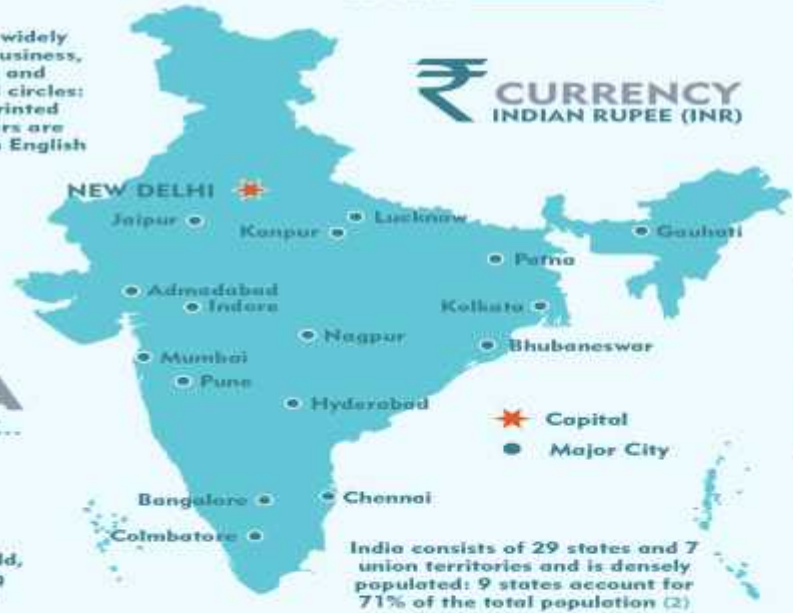 widely
usiness,
and
circles:
rinted
rs are
English
CURRENCY
INDIAN RUPEE (INR)
NEW DELHI
Jaipur
Lucknow
Kanpur
Gauhati
Patna
Admadabad
Indore
Kolkata
Nagpur
Bhubaneswar
Mumbai
Pune
A
Hyderabad
Capital
Major City
Bangalore
Chennai
Coimbatore
ld,
India consists of 29 states and 7
union territories and is densely
populated: 9 states account for
71% of the total population (2)